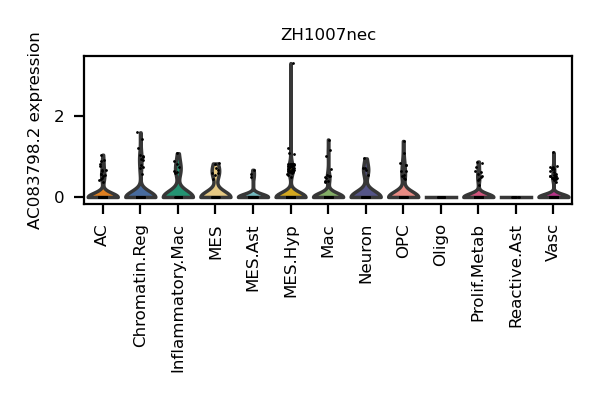 ZH1007nec
AC083798.2 expression
2
0
AC
Chromatin.Reg
Inflammatory.Mac
MES
MES.Ast
MES.Hyp
Mac
Neuron
OPC
Oligo
Prolif.Metab
Reactive.Ast
Vasc